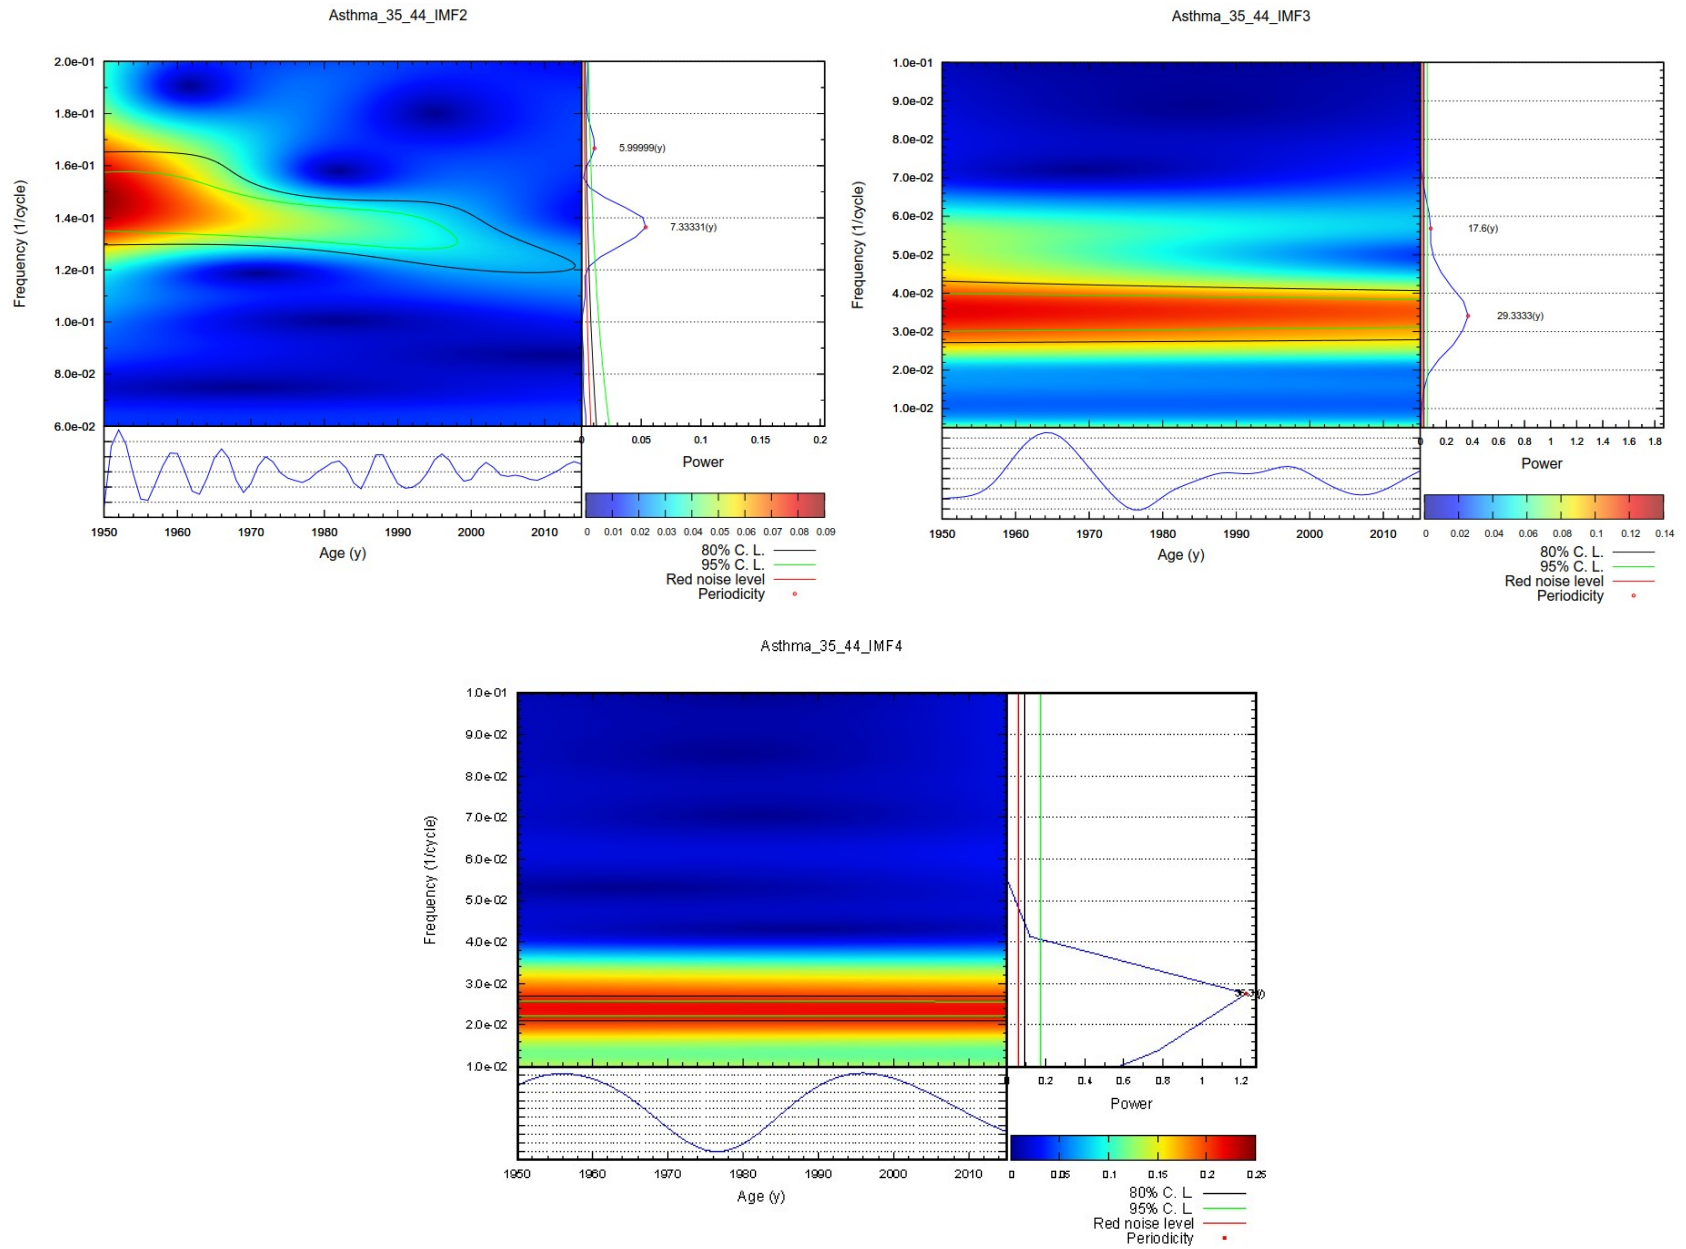 Asthma_35_44_IMF2
Frequency (1/cycle)
2.0e-01
1.8e-01
1.6e-01
1.4e-01
1.2e-01
1.0e-01
8.0e-02
6.0e-02
5.99999(y)
7.33331(y)
0 0.05 0.1 0.15 0.2
Power
1950 1960 1970 1980 1990 2000 2010
Age (y)
0 0.01 0.02 0.03 0.04 0.05 0.06 0.07 0.08 0.09
80% C. L.
95% C. L.
Red noise level
Periodicity
Asthma_35_44_IMF3
Frequency (1/cycle)
1.0e-01
9.0e-02
8.0e-02
7.0e-02
6.0e-02
5.0e-02
4.0e-02
3.0e-02
2.0e-02
1.0e-02
17.6(y)
29.3333(y)
0 0.2 0.4 0.6 0.8 1 1.2 1.4 1.6 1.8
Power
1950 1960 1970 1980 1990 2000 2010
Age (y)
0 0.02 0.04 0.06 0.08 0.1 0.12 0.14
80% C. L.
95% C. L.
Red noise level
Periodicity
Asthma_35_44_IMF4
Frequency (1/cycle)
1.0e-01
9.0e-02
8.0e-02
7.0e-02
6.0e-02
5.0e-02
4.0e-02
3.0e-02
2.0e-02
1.0e-02
0 0.2 0.4 0.6 0.8 1 1.2
Power
1950 1960 1970 1980 1990 2000 2010
Age (y)
0 0.05 0.1 0.15 0.2 0.25
80% C. L.
95% C. L.
Red noise level
Periodicity